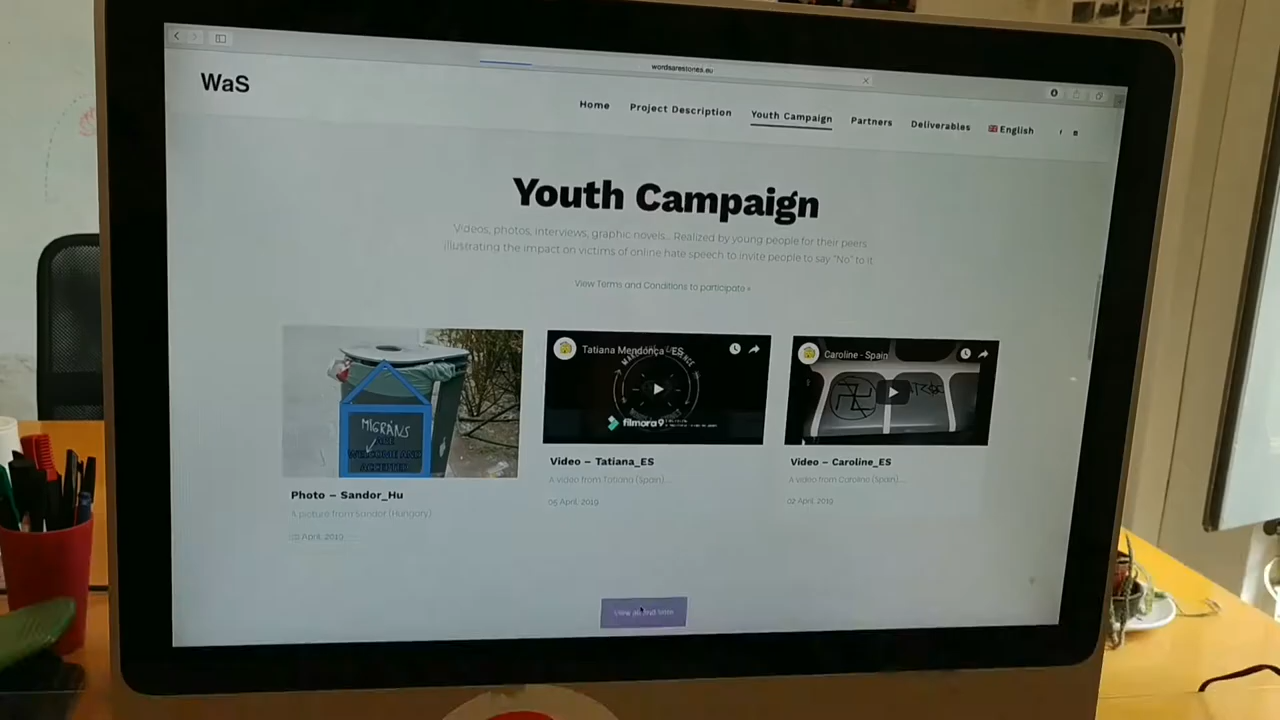 wordsarestones.eu
WaS
Home
Project Description
Youth Campaign
Partners
Deliverables
English
Youth Campaign
Videos, photos, interviews, graphic novels... Realized by young people for their peers
illustrating the impact on victims of online hate speech to invite people to say "No" to it
View Terms and Conditions to participate »
MIGRÁNS
WELCOME AND
ACCEPTED
Tatiana Mendonça - ES
filmora9
Caroline - Spain
Photo – Sandor_Hu
A picture from Sandor (Hungary)
April, 2019
Video – Tatiana_ES
A video from Tatiana (Spain)...
05 April, 2019
Video – Caroline_ES
A video from Caroline (Spain)....
02 April, 2019